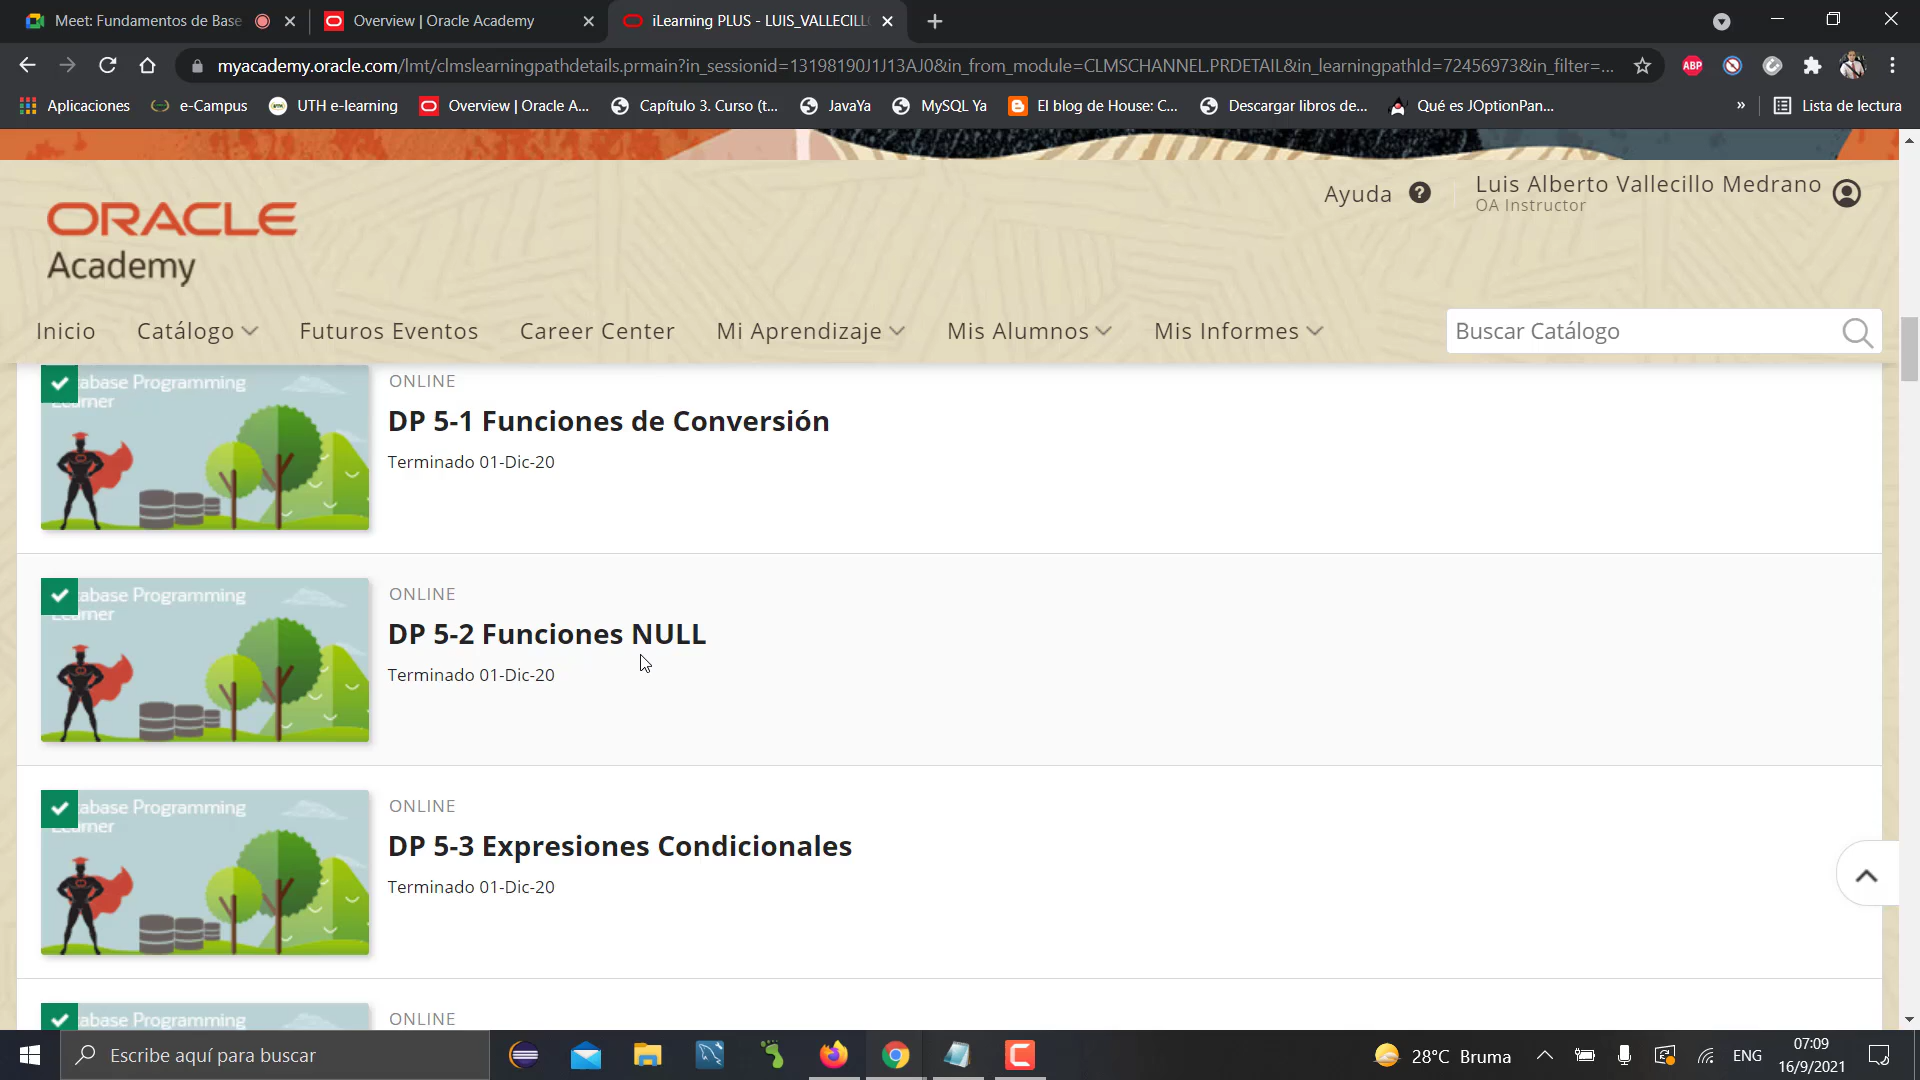 Meet: Fundamentos de Base
Overview | Oracle Academy
iLearning PLUS - LUIS_VALLECILL
myacademy.oracle.com/lmt/clmslearningpathdetails.prmain?in_sessionid=13198190J1J13AJ0&in_from_module=CLMSCHANNEL.PRDETAIL&in_learningpathId=72456973&in_filter=...
ABP
Aplicaciones
e-Campus
UTH e-learning
Overview | Oracle A...
Capítulo 3. Curso (t...
JavaYa
MySQL Ya
El blog de House: C...
Descargar libros de...
Qué es JOptionPan...
»
Lista de lectura
ORACLE
Academy
Ayuda ?
Luis Alberto Vallecillo Medrano
OA Instructor
Inicio
Catálogo
Futuros Eventos
Career Center
Mi Aprendizaje
Mis Alumnos
Mis Informes
Buscar Catálogo
abase Programming
Learner
ONLINE
DP 5-1 Funciones de Conversión
Terminado 01-Dic-20
abase Programming
Learner
ONLINE
DP 5-2 Funciones NULL
Terminado 01-Dic-20
abase Programming
Learner
ONLINE
DP 5-3 Expresiones Condicionales
Terminado 01-Dic-20
abase Programming
ONLINE
Escribe aquí para buscar
28°C Bruma
ENG
07:09
16/9/2021